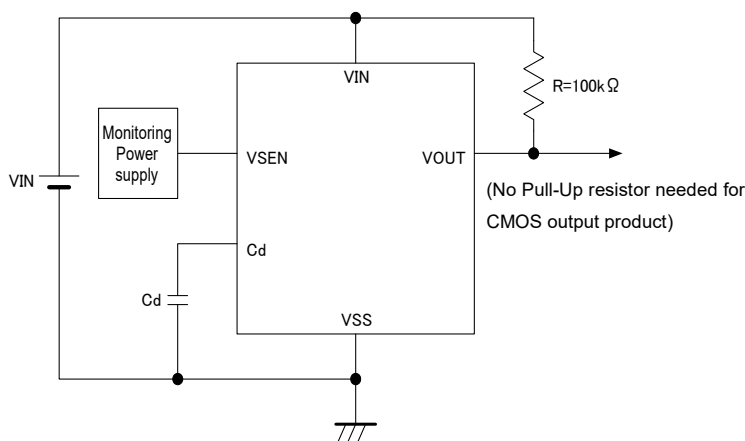 VIN
R=100kΩ
Monitoring
Power
supply
VSEN
VOUT
VIN
(No Pull-Up resistor needed for
CMOS output product)
Cd
Cd
VSS